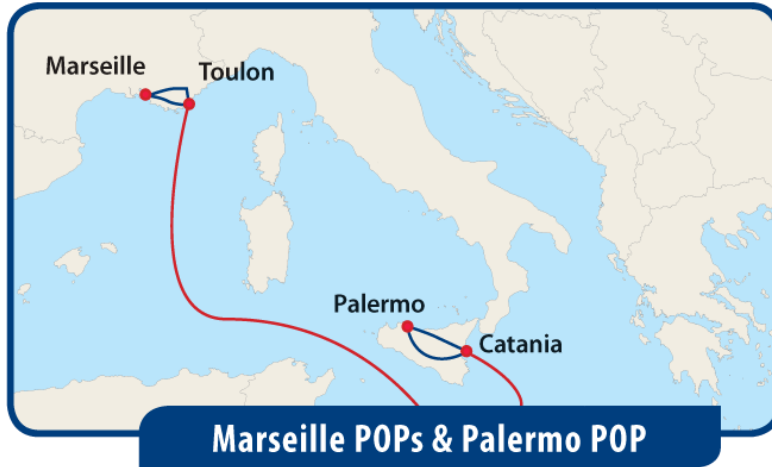 Marseille
Toulon
Palermo
Catania
Marseille POPs & Palermo POP